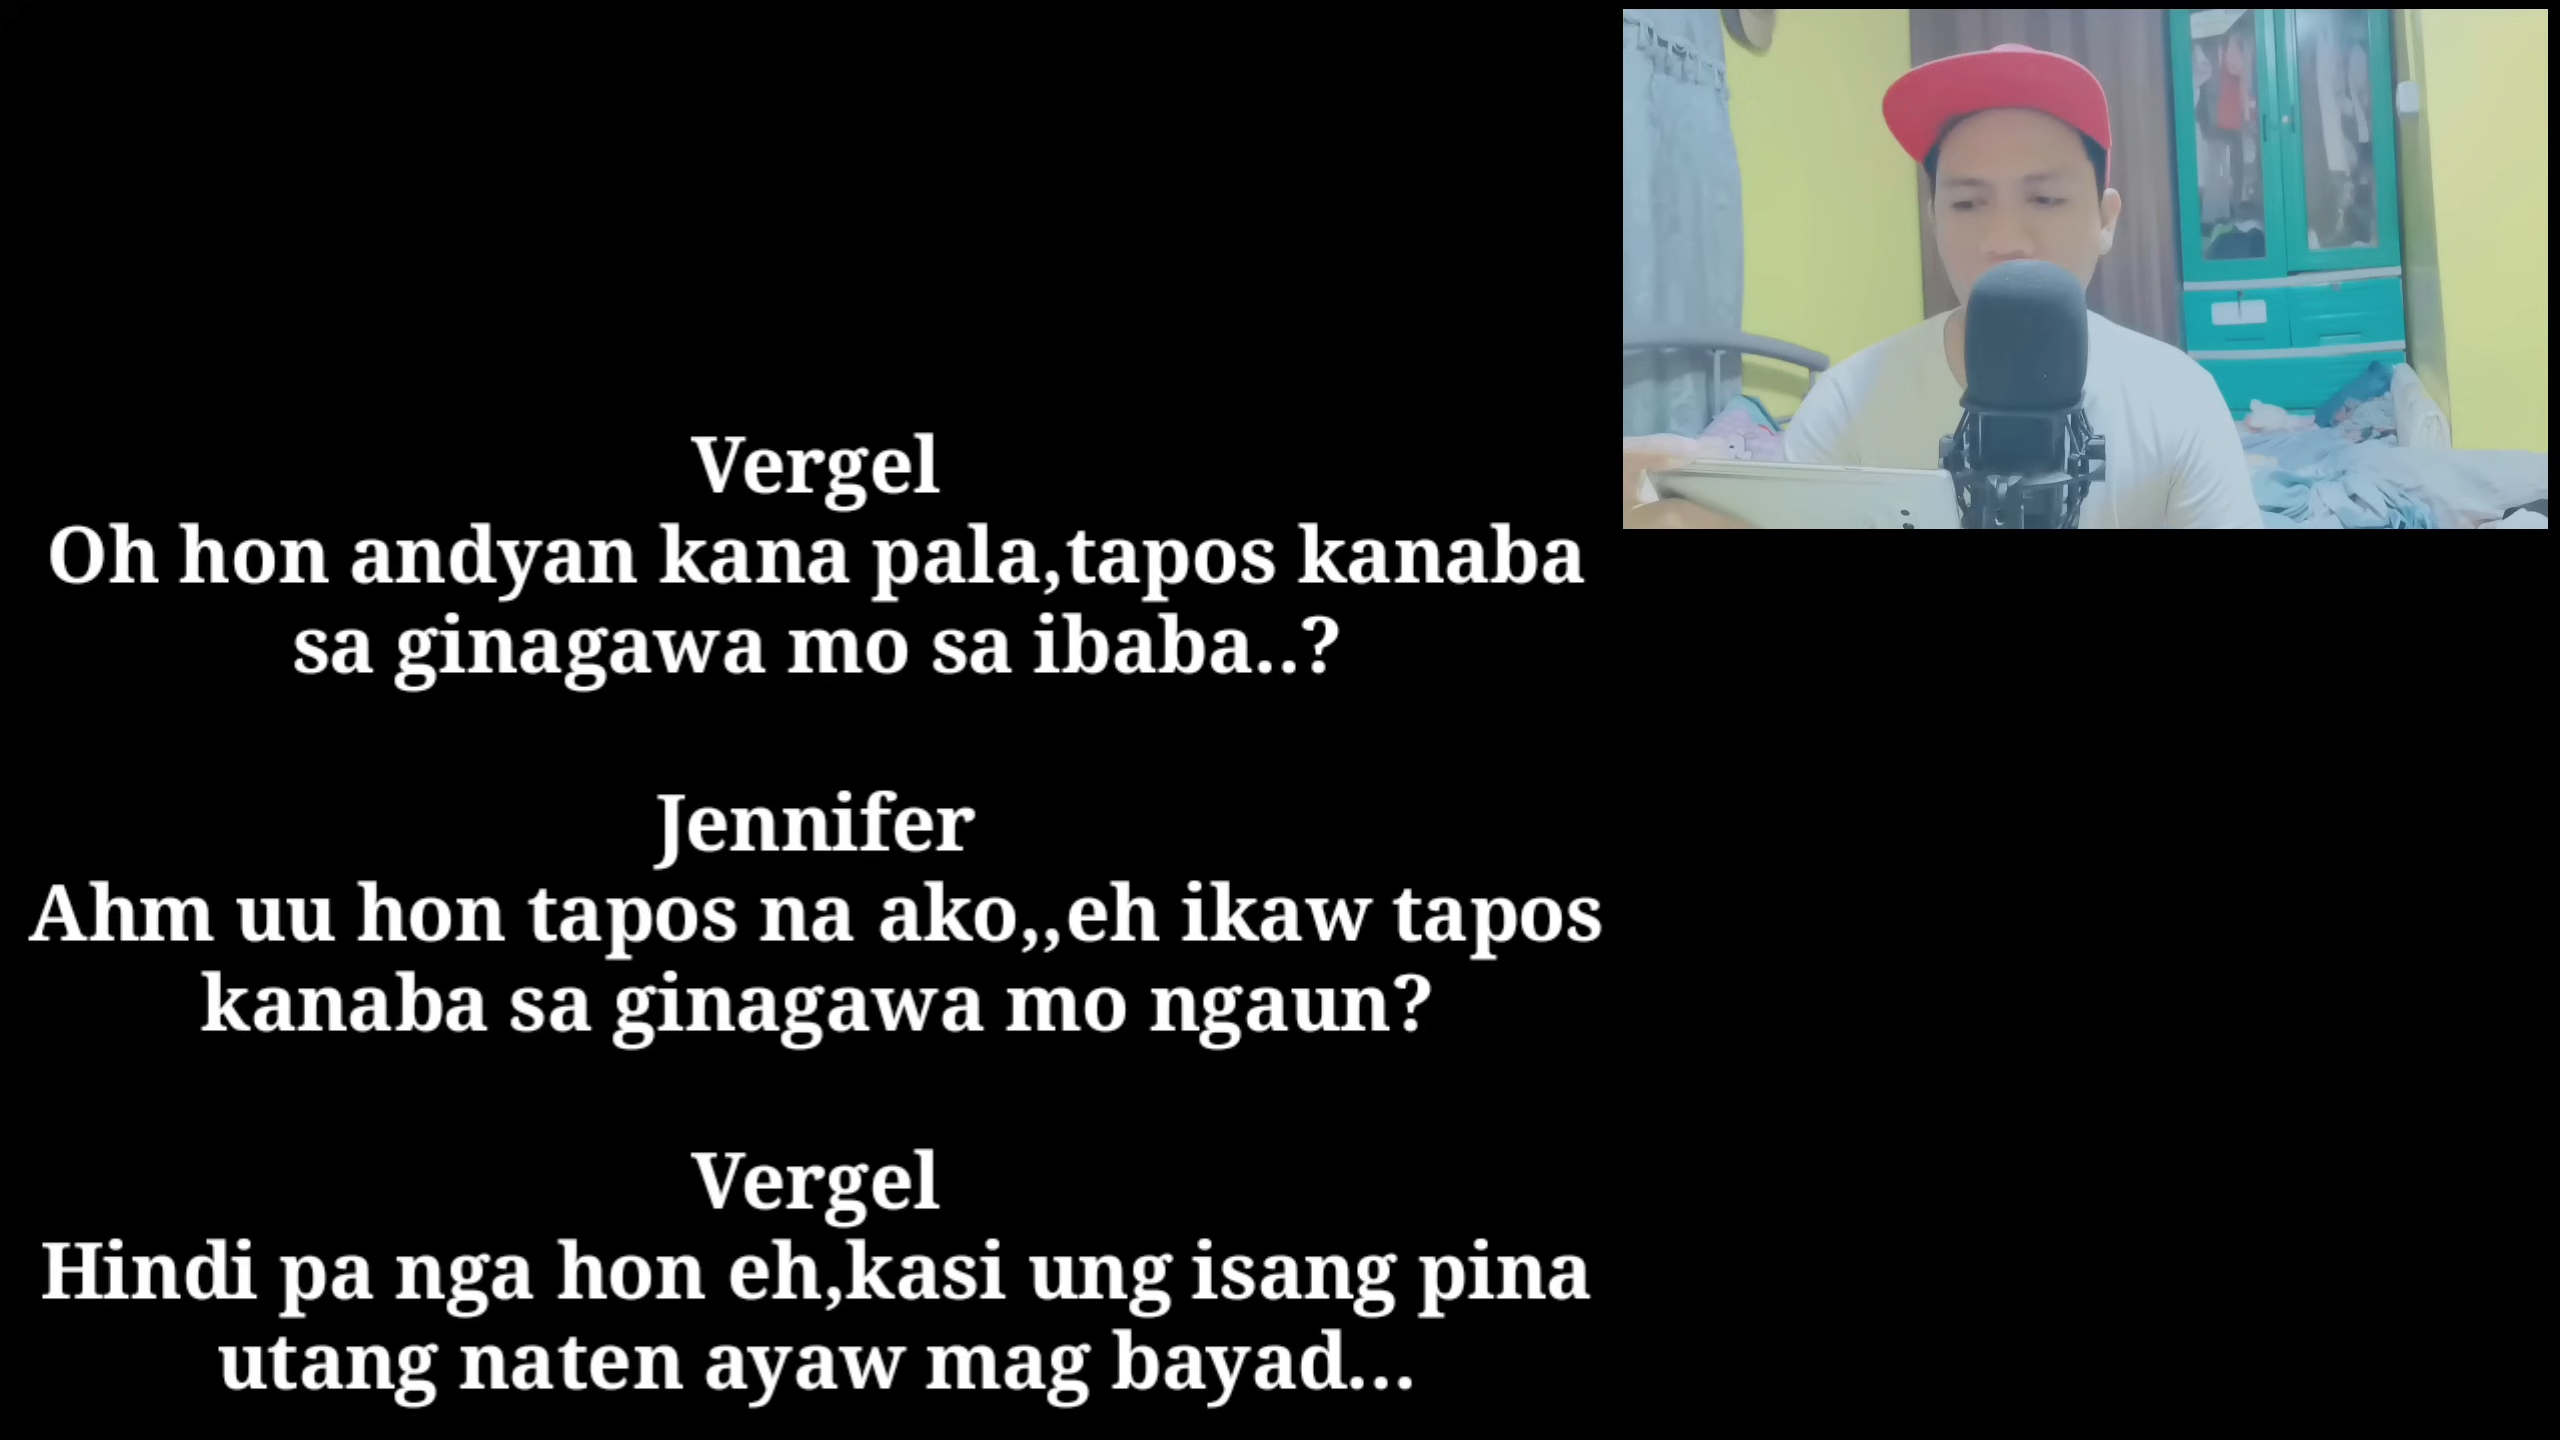 Vergel
Oh hon andyan kana pala,tapos kanaba
sa ginagawa mo sa ibaba..?
Jennifer
Ahm uu hon tapos na ako,,eh ikaw tapos
kanaba sa ginagawa mo ngaun?
Vergel
Hindi pa nga hon eh,kasi ung isang pina
utang naten ayaw mag bayad...